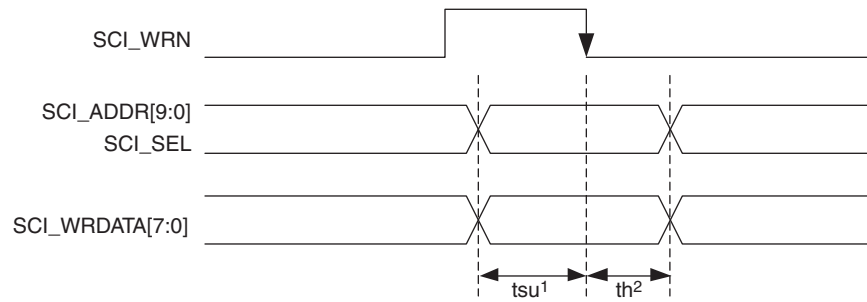 SCI_WRN
SCI_ADDR[9:0]
SCI_SEL
SCI_WRDATA[7:0]
tsu¹ th²